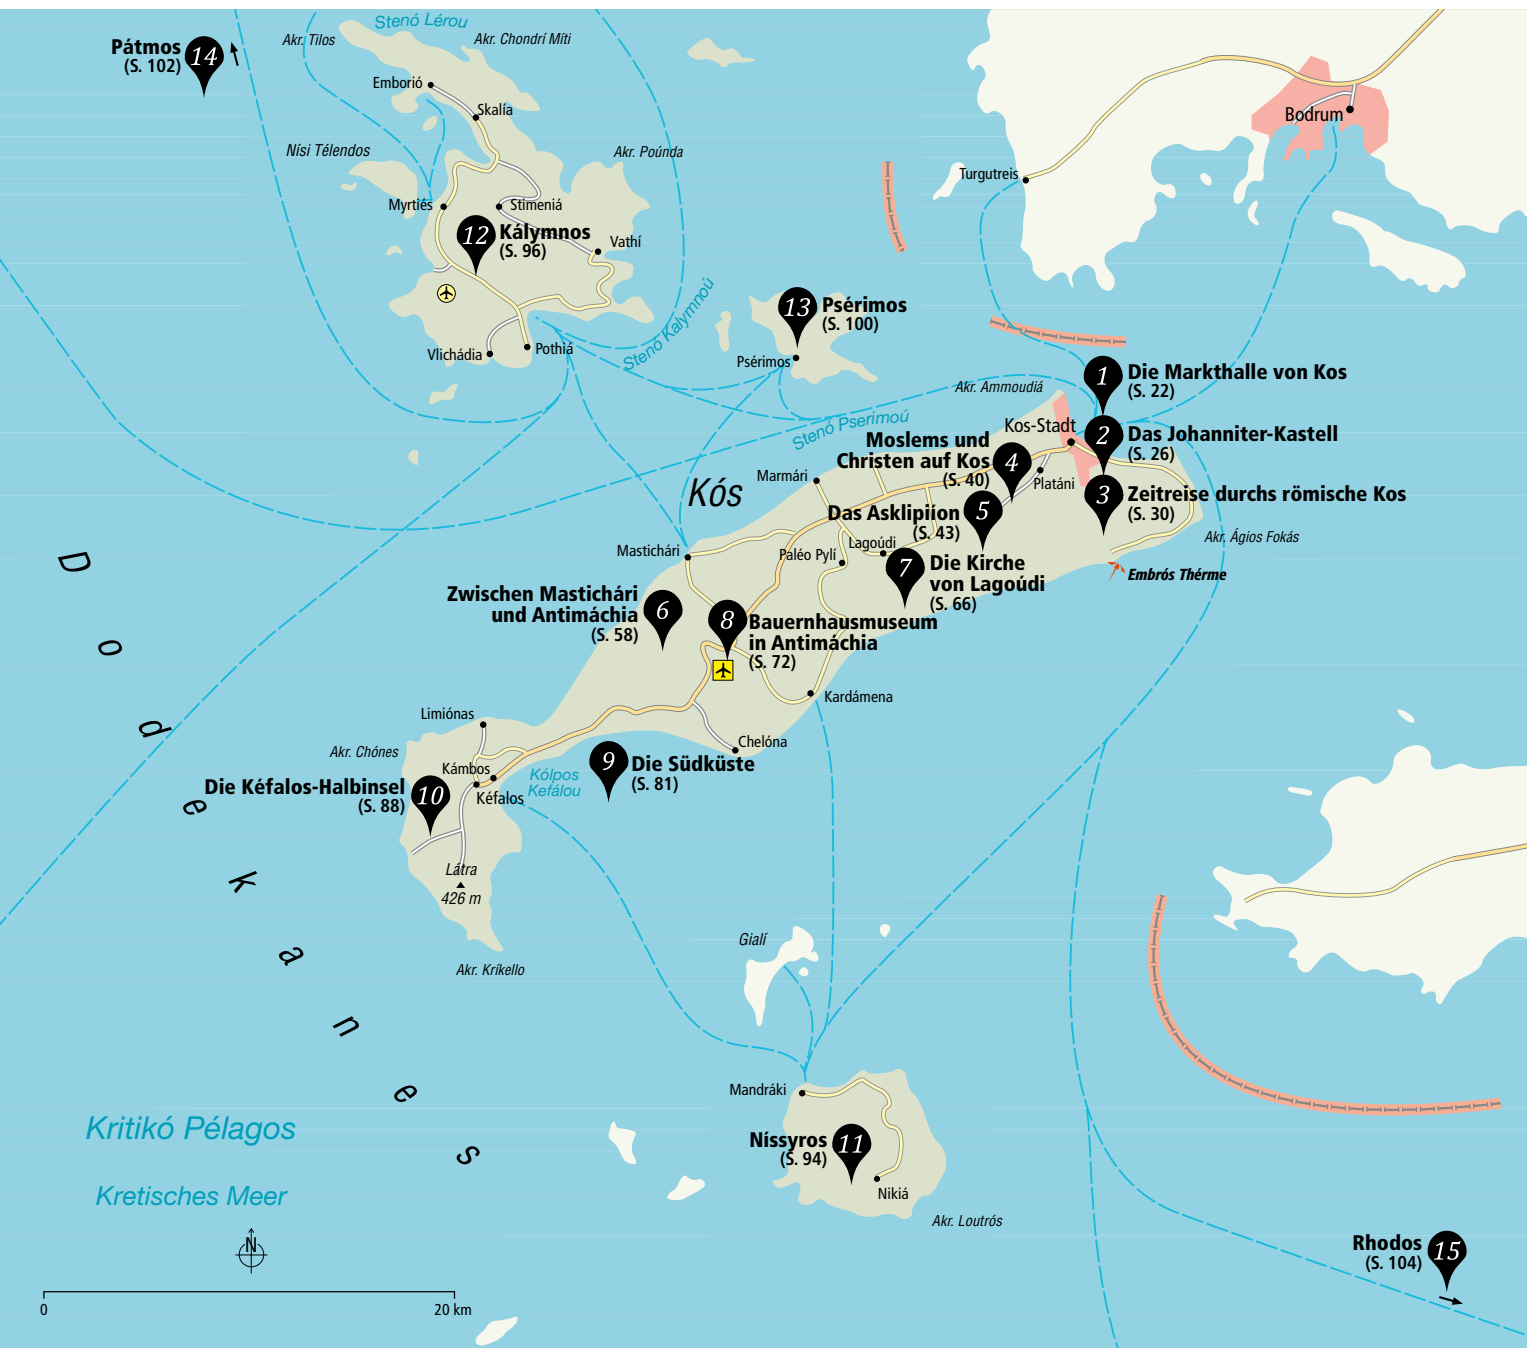 Stenó Lérou
Akr. Tilos
Akr. Chondrí Míti
Pátmos
(S. 102)
14
Emborió
Skalía
Bodrum
Nísi Télendos
Akr. Poúnda
Turgutreis
Myrtiés
Stimeniá
12
Kálymnos
(S. 96)
Vathí
Stenó Kalymnoú
13
Psérimos
(S. 100)
Vlichádia
Pothiá
Psérimos
1
Die Markthalle von Kos
(S. 22)
Akr. Ammoudiá
Stenó Pserimoú
Kos-Stadt
2
Das Johanniter-Kastell
(S. 26)
Moslems und
Christen auf Kos
(S. 40)
4
Kós
Marmári
Platáni
3
Zeitreise durchs römische Kos
(S. 30)
Das Asklipiíon
(S. 43)
5
Akr. Ágios Fokás
Mastichári
Paléo Pylí
Lagoúdi
7
Die Kirche
von Lagoúdi
(S. 66)
Embrós Thérme
Zwischen Mastichári
und Antimáchia
(S. 58)
6
8
Bauernhausmuseum
in Antimáchia
(S. 72)
Kardámena
Limiónas
Akr. Chónes
Chelóna
Kámbos
Kólpos
Kefálou
9
Die Südküste
(S. 81)
Die Kéfalos-Halbinsel
(S. 88)
10
Kéfalos
Látra
426 m
Akr. Kríkello
Gialí
Dodekanes
Mandráki
Níssyros
(S. 94)
11
Nikiá
Akr. Loutrós
Kritikó Pélagos
Kretisches Meer
N
Rhodos
(S. 104)
15
0
20 km